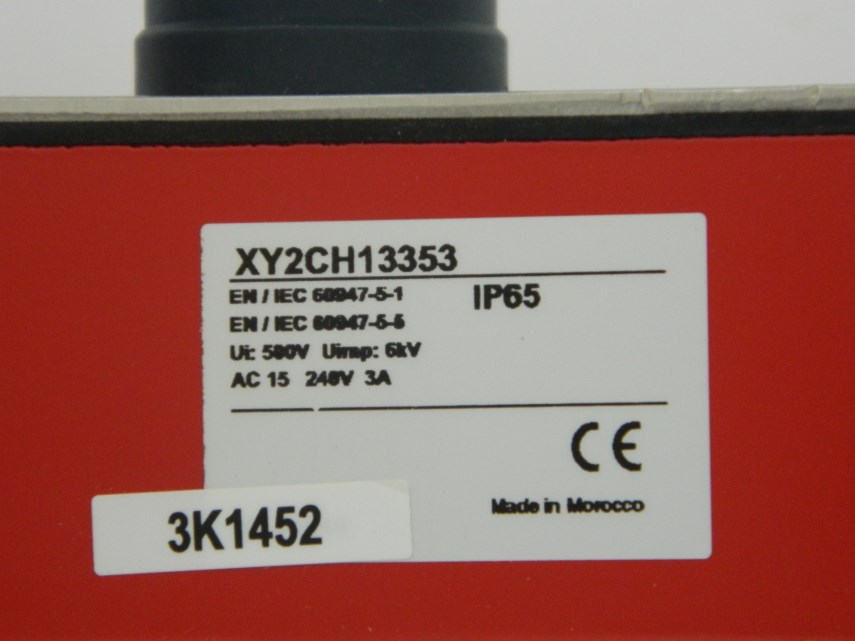 XY2CH13353
EN / IEC 60947-5-1 IP65
EN / IEC 60947-5-5
Ui: 500V Uimp: 6kV
AC 15 240V 3A
CE
Made in Morocco
3K1452